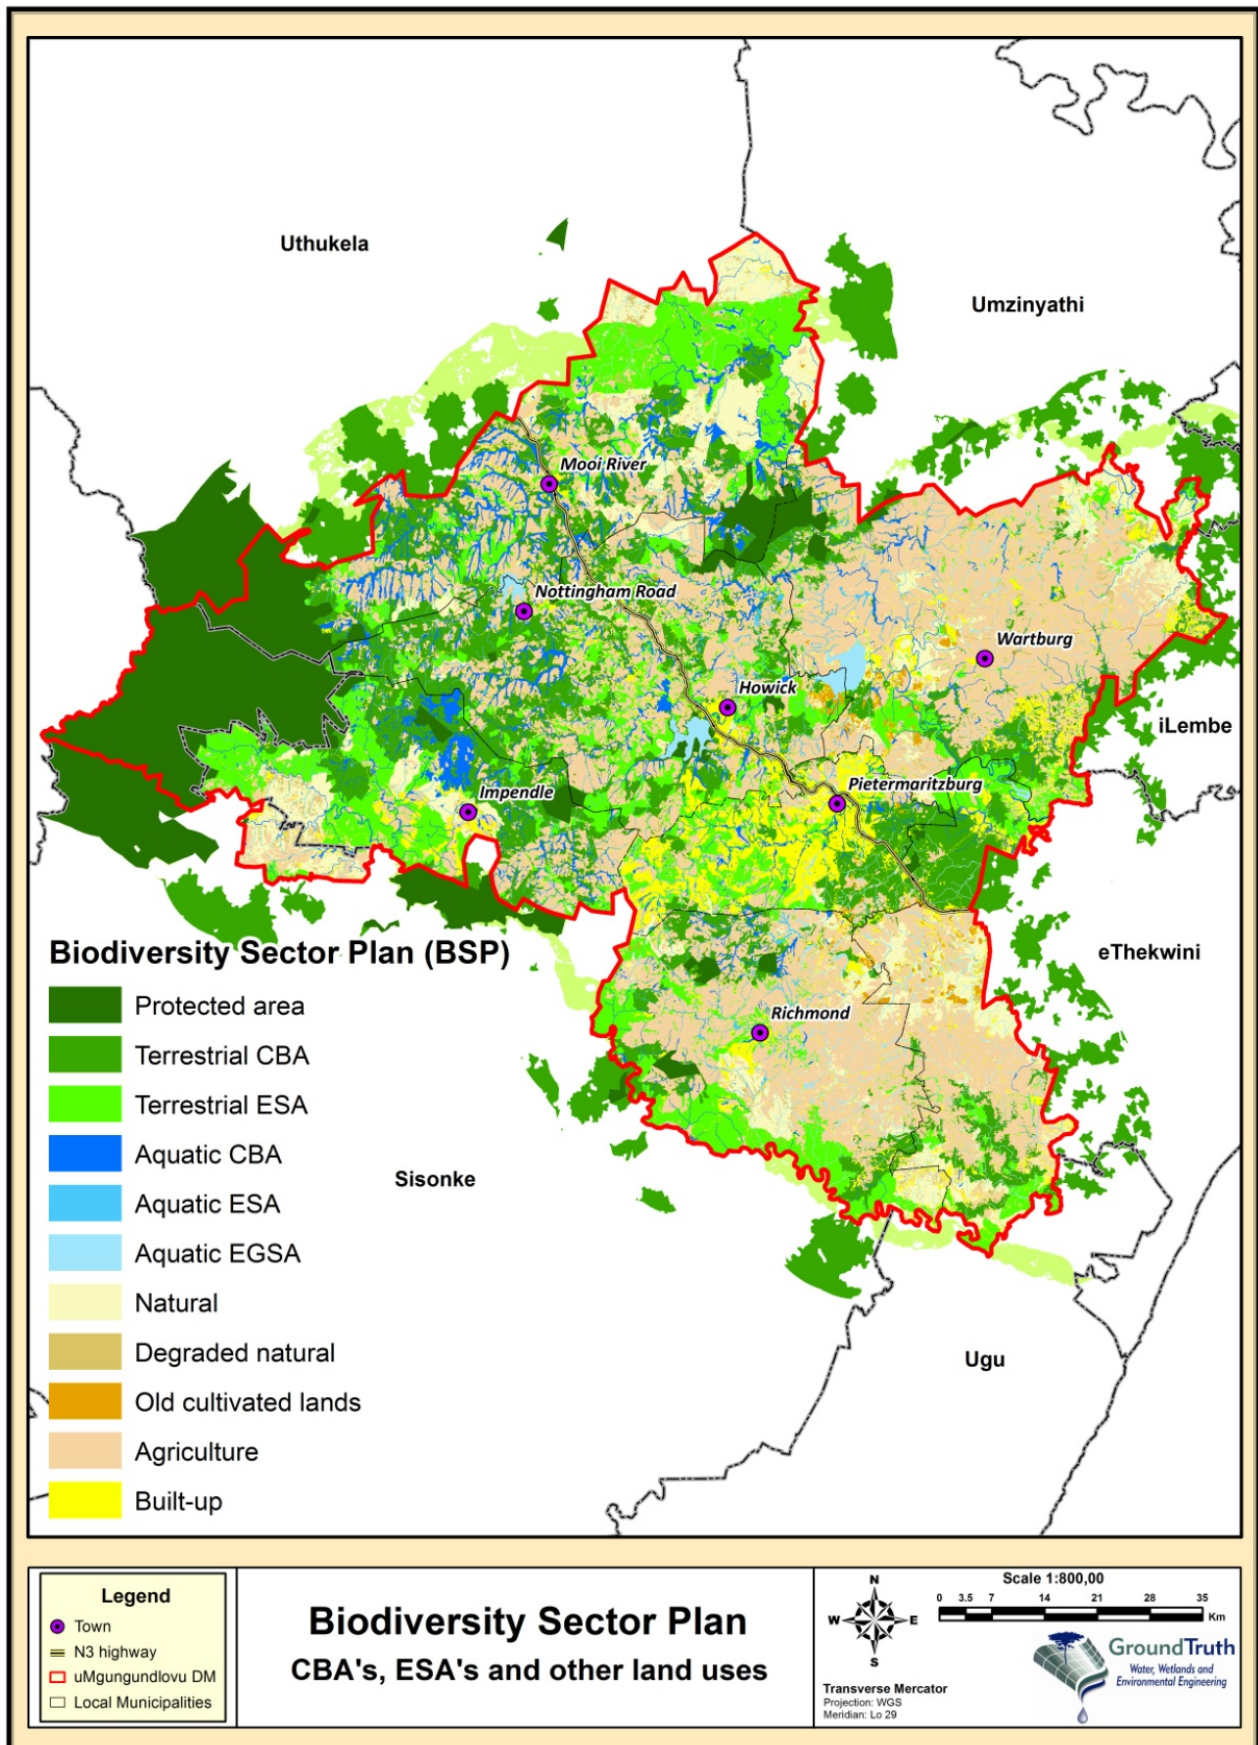 Uthukela
Umzinyathi
Mooi River
Nottingham Road
Wartburg
Howick
iLembe
Impendle
Pietermaritzburg
eThekwini
Richmond
Sisonke
Ugu
Biodiversity Sector Plan (BSP)
Protected area
Terrestrial CBA
Terrestrial ESA
Aquatic CBA
Aquatic ESA
Aquatic EGSA
Natural
Degraded natural
Old cultivated lands
Agriculture
Built-up
Legend
Town
N3 highway
uMgungundlovu DM
Local Municipalities
Biodiversity Sector Plan
CBA's, ESA's and other land uses
N
W E
S
Transverse Mercator
Projection: WGS
Meridian: Lo 29
Scale 1:800,00
0 3.5 7 14 21 28 35
Km
GroundTruth
Water, Wetlands and
Environmental Engineering